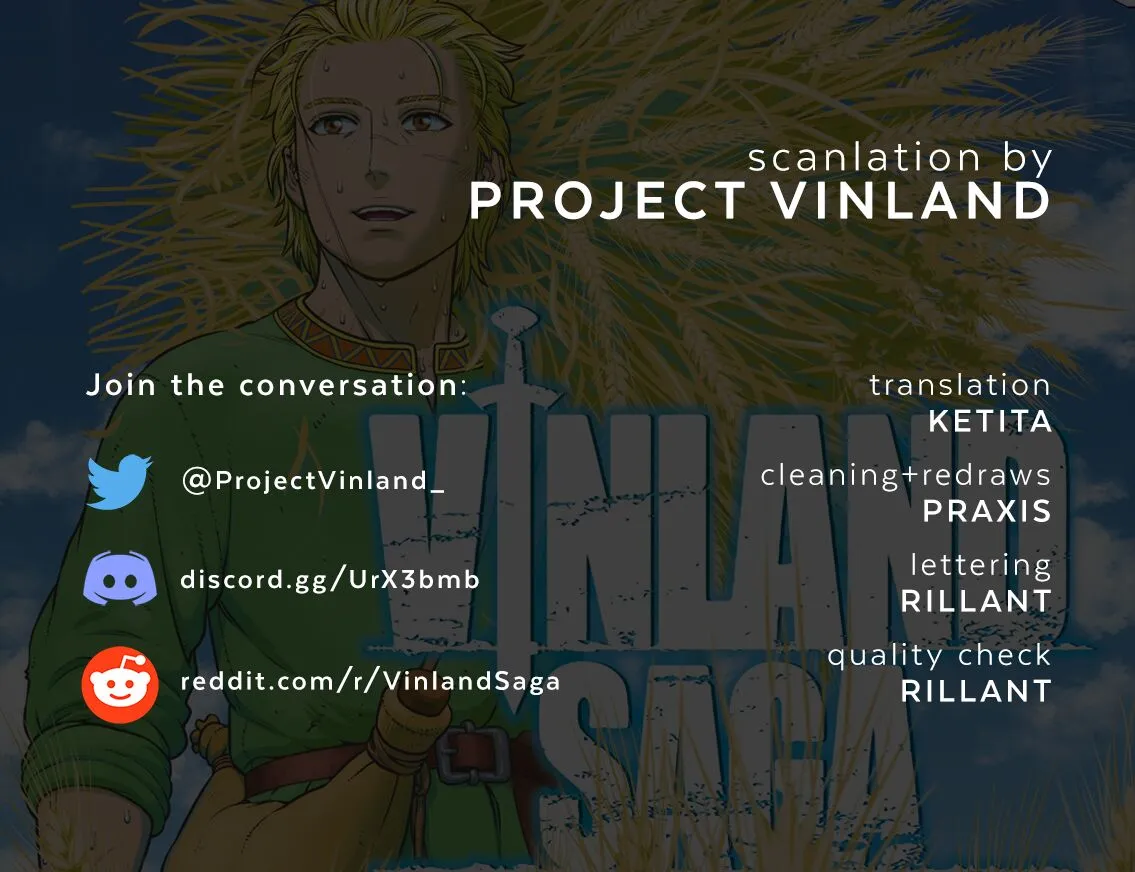 scanlation by
PROJECT VINLAND
Join the conversation:
@ProjectVinland_
discord.gg/UrX3bmb
reddit.com/r/VinlandSaga
translation
KETITA
cleaning+redraws
PRAXIS
lettering
RILLANT
quality check
RILLANT
VINLAND
SAGA